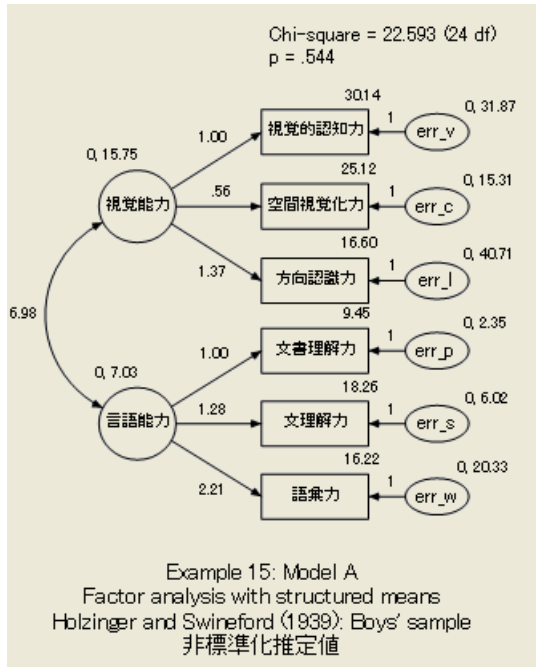 Chi-square = 22.593 (24 df)
p = .544
30.14
0, 31.87
1.00
視覚的認知力
1
err_v
0, 15.75
25.12
0, 15.31
視覚能力
.56
空間視覚化力
1
err_c
16.60
0, 40.71
1.37
方向認識力
1
err_l
6.98
9.45
0, 2.35
1.00
文書理解力
1
err_p
0, 7.03
18.26
0, 6.02
言語能力
1.28
文理解力
1
err_s
16.22
0, 20.33
2.21
語彙力
1
err_w
Example 15: Model A
Factor analysis with structured means
Holzinger and Swineford (1939): Boys' sample
非標準化推定値